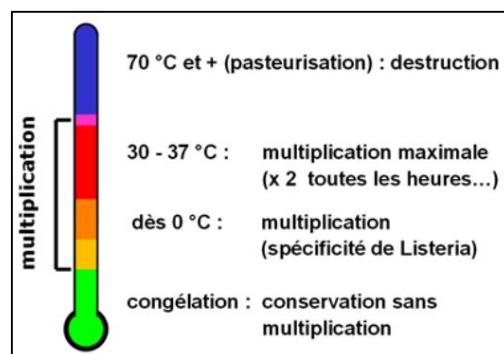 70 °C et + (pasteurisation) : destruction
multiplication
30 - 37 °C : multiplication maximale
(x 2 toutes les heures...)
dès 0 °C : multiplication
(spécificité de Listeria)
congélation : conservation sans
multiplication